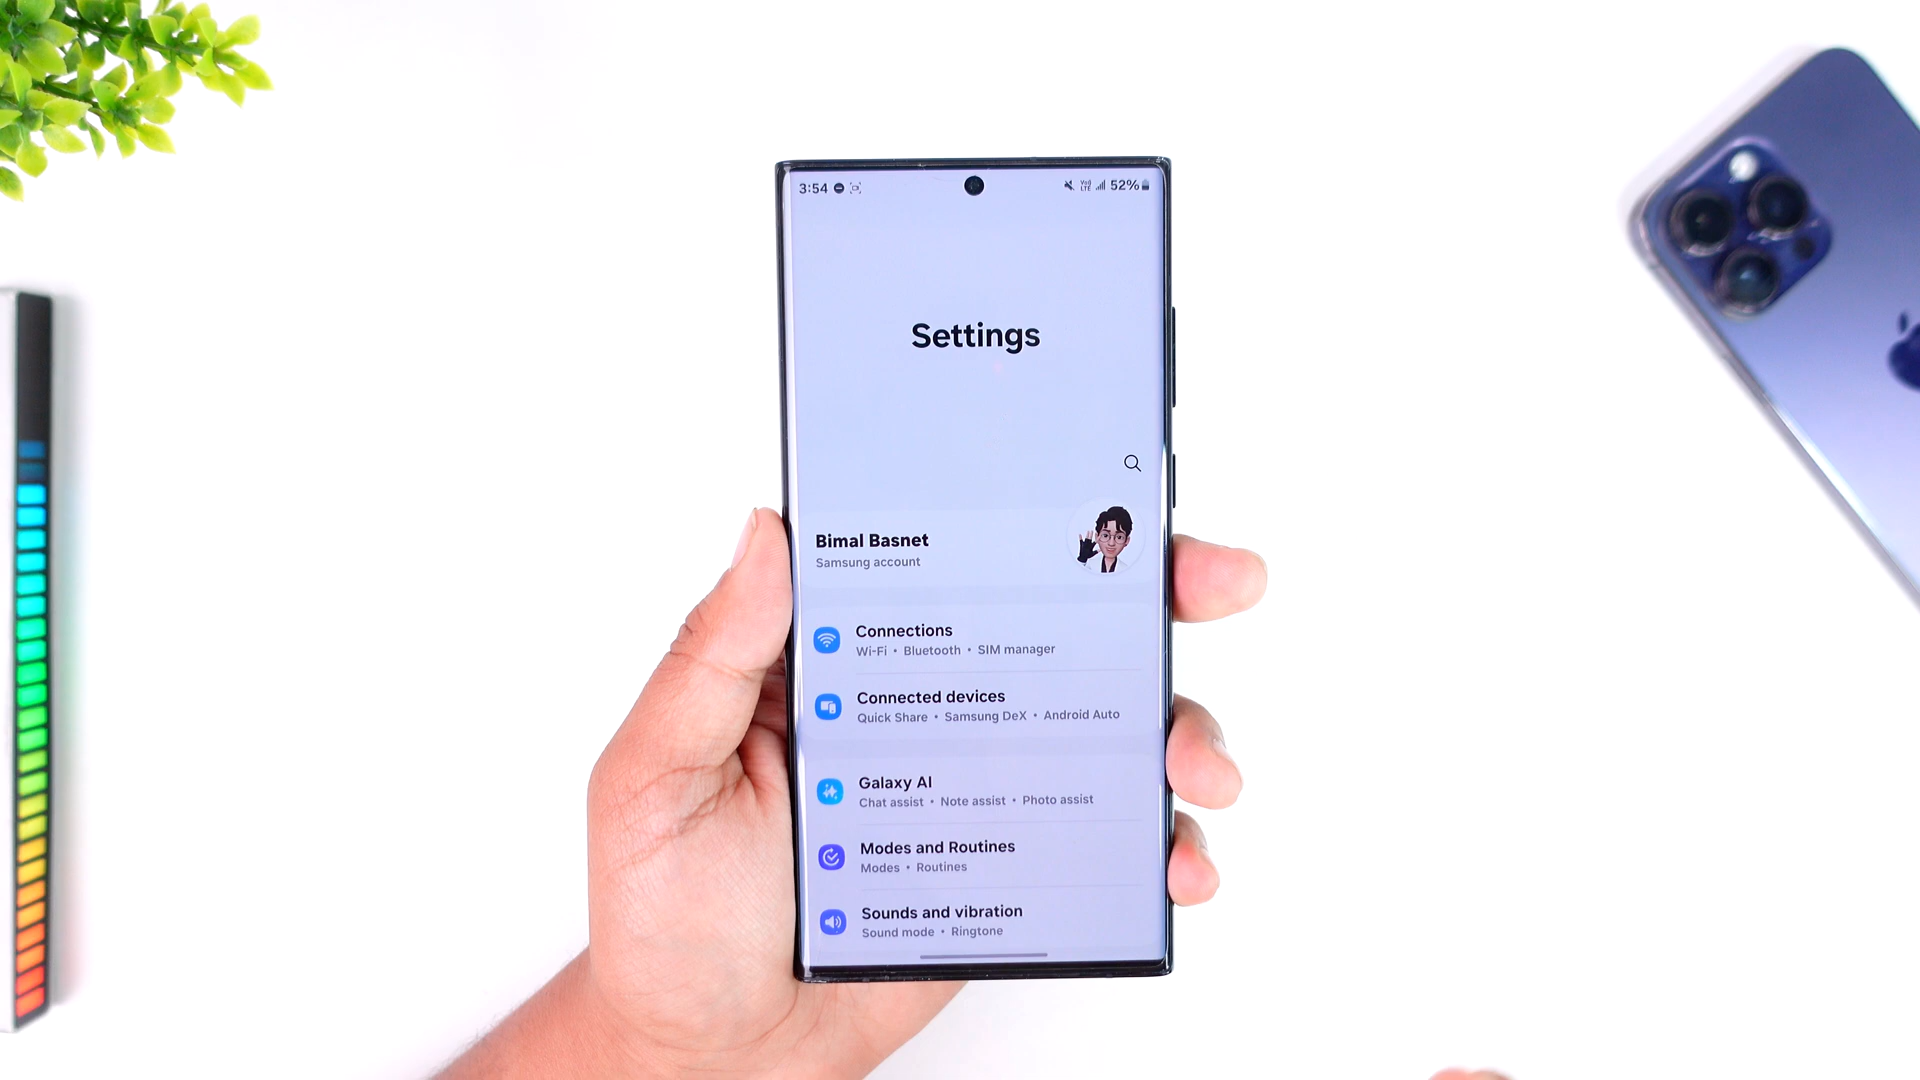 3:54
Vo)) LTE 52%
Settings
Bimal Basnet
Samsung account
Connections
Wi-Fi • Bluetooth • SIM manager
Connected devices
Quick Share • Samsung DeX • Android Auto
Galaxy AI
Chat assist • Note assist • Photo assist
Modes and Routines
Modes • Routines
Sounds and vibration
Sound mode • Ringtone